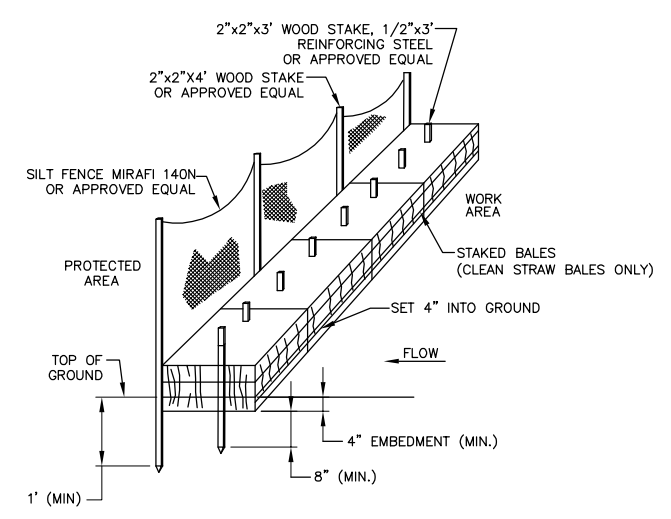 2"x2"x3' WOOD STAKE, 1/2"x3'
REINFORCING STEEL
OR APPROVED EQUAL
2"x2"X4' WOOD STAKE
OR APPROVED EQUAL
SILT FENCE MIRAFI 140N
OR APPROVED EQUAL
WORK
AREA
PROTECTED
AREA
STAKED BALES
(CLEAN STRAW BALES ONLY)
SET 4" INTO GROUND
FLOW
TOP OF
GROUND
4" EMBEDMENT (MIN.)
8" (MIN.)
1' (MIN)